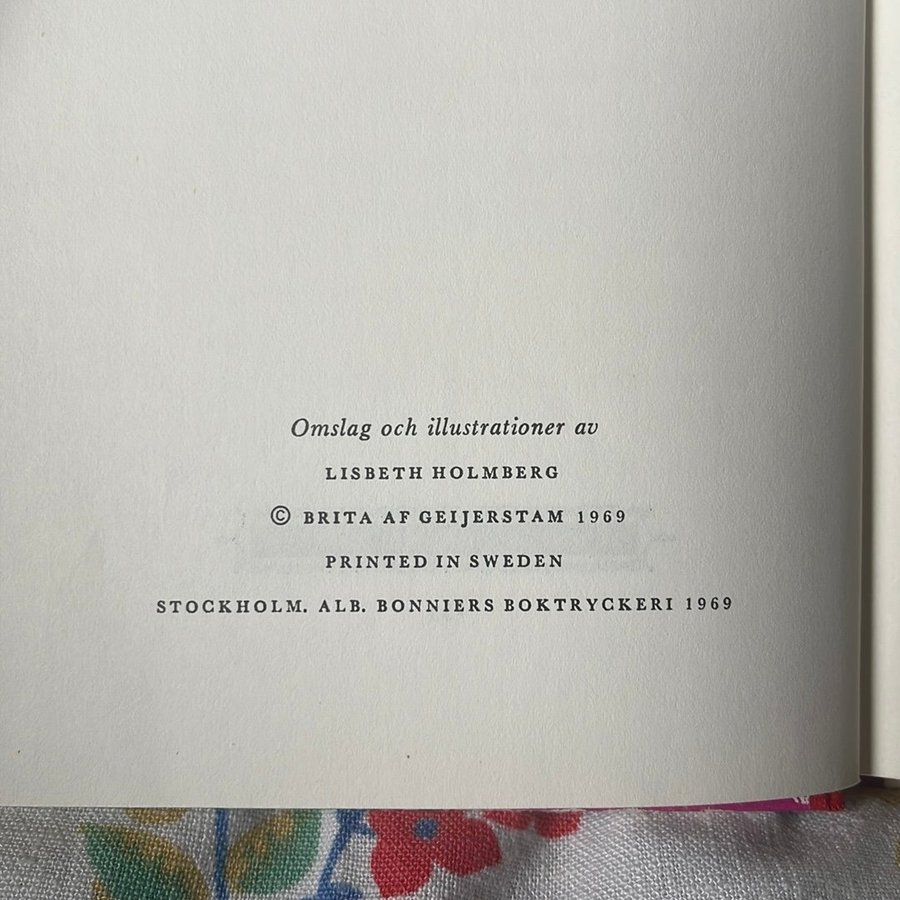 Omslag och illustrationer av
LISBETH HOLMBERG
© BRITA AF GEIJERSTAM 1969
PRINTED IN SWEDEN
STOCKHOLM. ALB. BONNIERS BOKTRYCKERI 1969